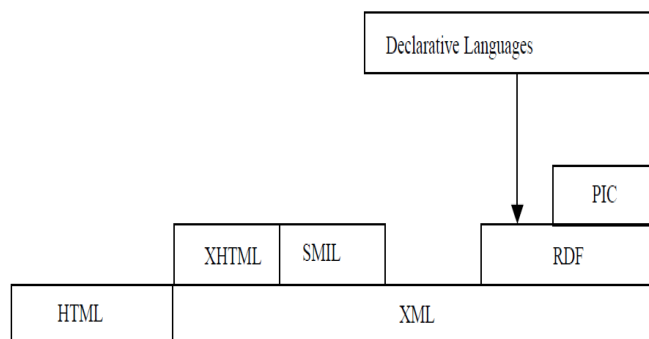 Declarative Languages
PIC
XHTML
SMIL
RDF
HTML
XML